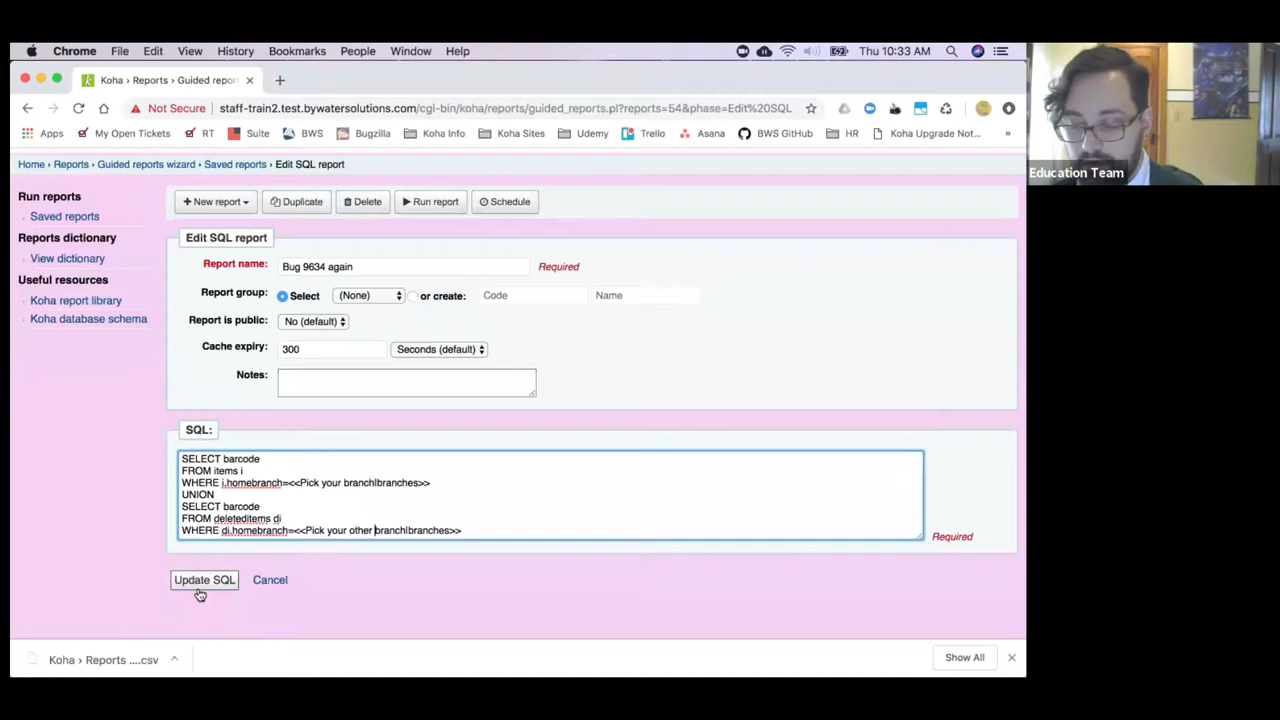 Chrome File Edit View History Bookmarks People Window Help Thu 10:33 AM
Koha › Reports › Guided repor × +
Not Secure staff-train2.test.bywatersolutions.com/cgi-bin/koha/reports/guided_reports.pl?reports=54&phase=Edit%20SQL
Apps My Open Tickets RT Suite BWS Bugzilla Koha Info Koha Sites Udemy Trello Asana BWS GitHub HR Koha Upgrade Not... »
Home › Reports › Guided reports wizard › Saved reports › Edit SQL report
Education Team
Run reports
Saved reports
Reports dictionary
View dictionary
Useful resources
Koha report library
Koha database schema
+ New report Duplicate Delete Run report Schedule
Edit SQL report
Report name: Bug 9634 again Required
Report group: Select (None) or create: Code Name
Report is public: No (default)
Cache expiry: 300 Seconds (default)
Notes:
SQL:
SELECT barcode
FROM items i
WHERE i.homebranch=<<Pick your branch|branches>>
UNION
SELECT barcode
FROM deleteditems di
WHERE di.homebranch=<<Pick your other branch|branches>>
Required
Update SQL Cancel
Koha › Reports ....csv Show All ×